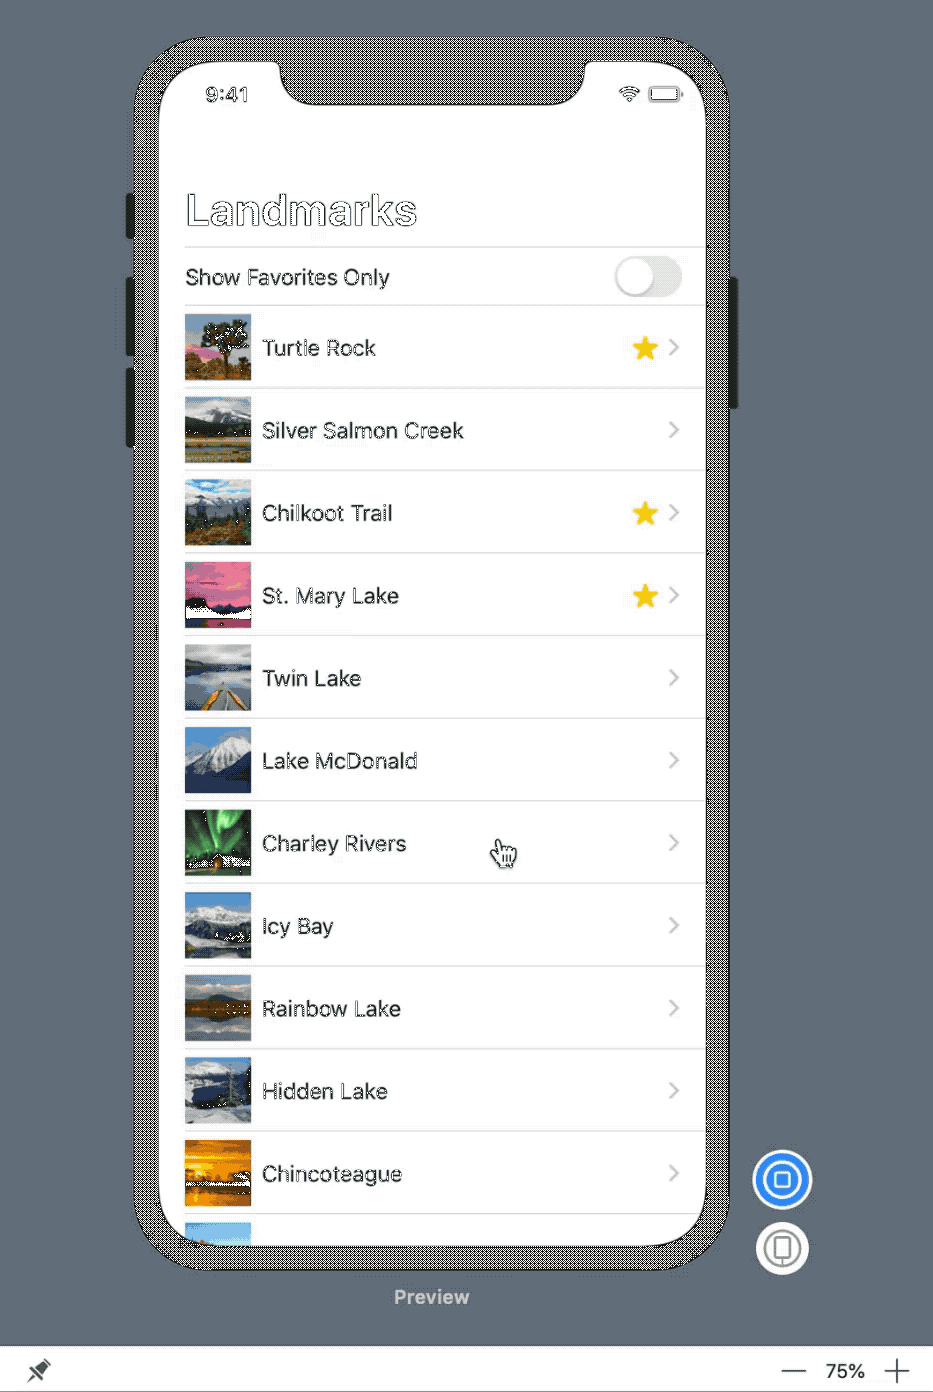 9:41
Landmarks
Show Favorites Only
Turtle Rock
Silver Salmon Creek
Chilkoot Trail
St. Mary Lake
Twin Lake
Lake McDonald
Charley Rivers
Icy Bay
Rainbow Lake
Hidden Lake
Chincoteague
Preview
75%